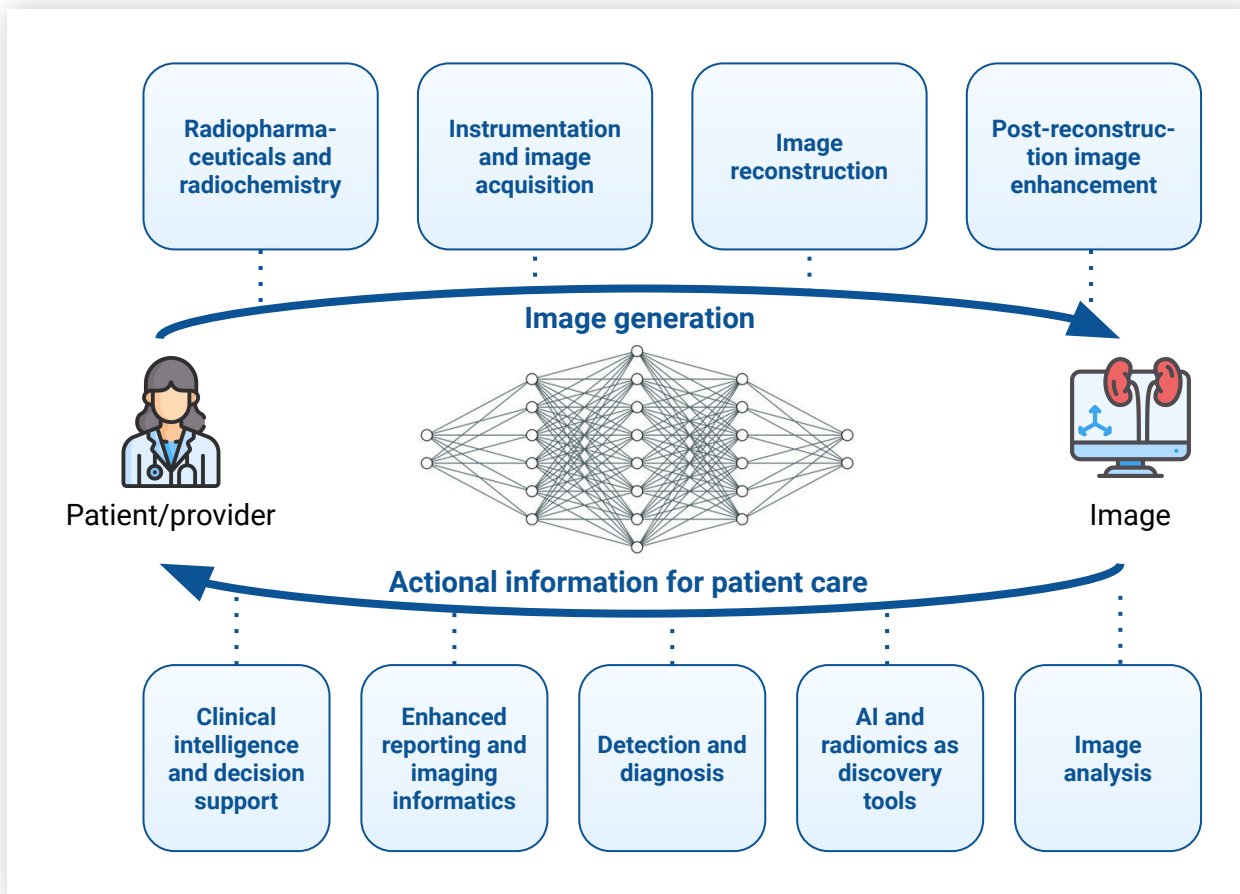 Radiopharma-
ceuticals and
radiochemistry
Instrumentation
and image
acquisition
Image
reconstruction
Post-reconstruc-
tion image
enhancement
Image generation
Patient/provider
Image
Actional information for patient care
Clinical
intelligence
and decision
support
Enhanced
reporting and
imaging
informatics
Detection and
diagnosis
AI and
radiomics as
discovery
tools
Image
analysis